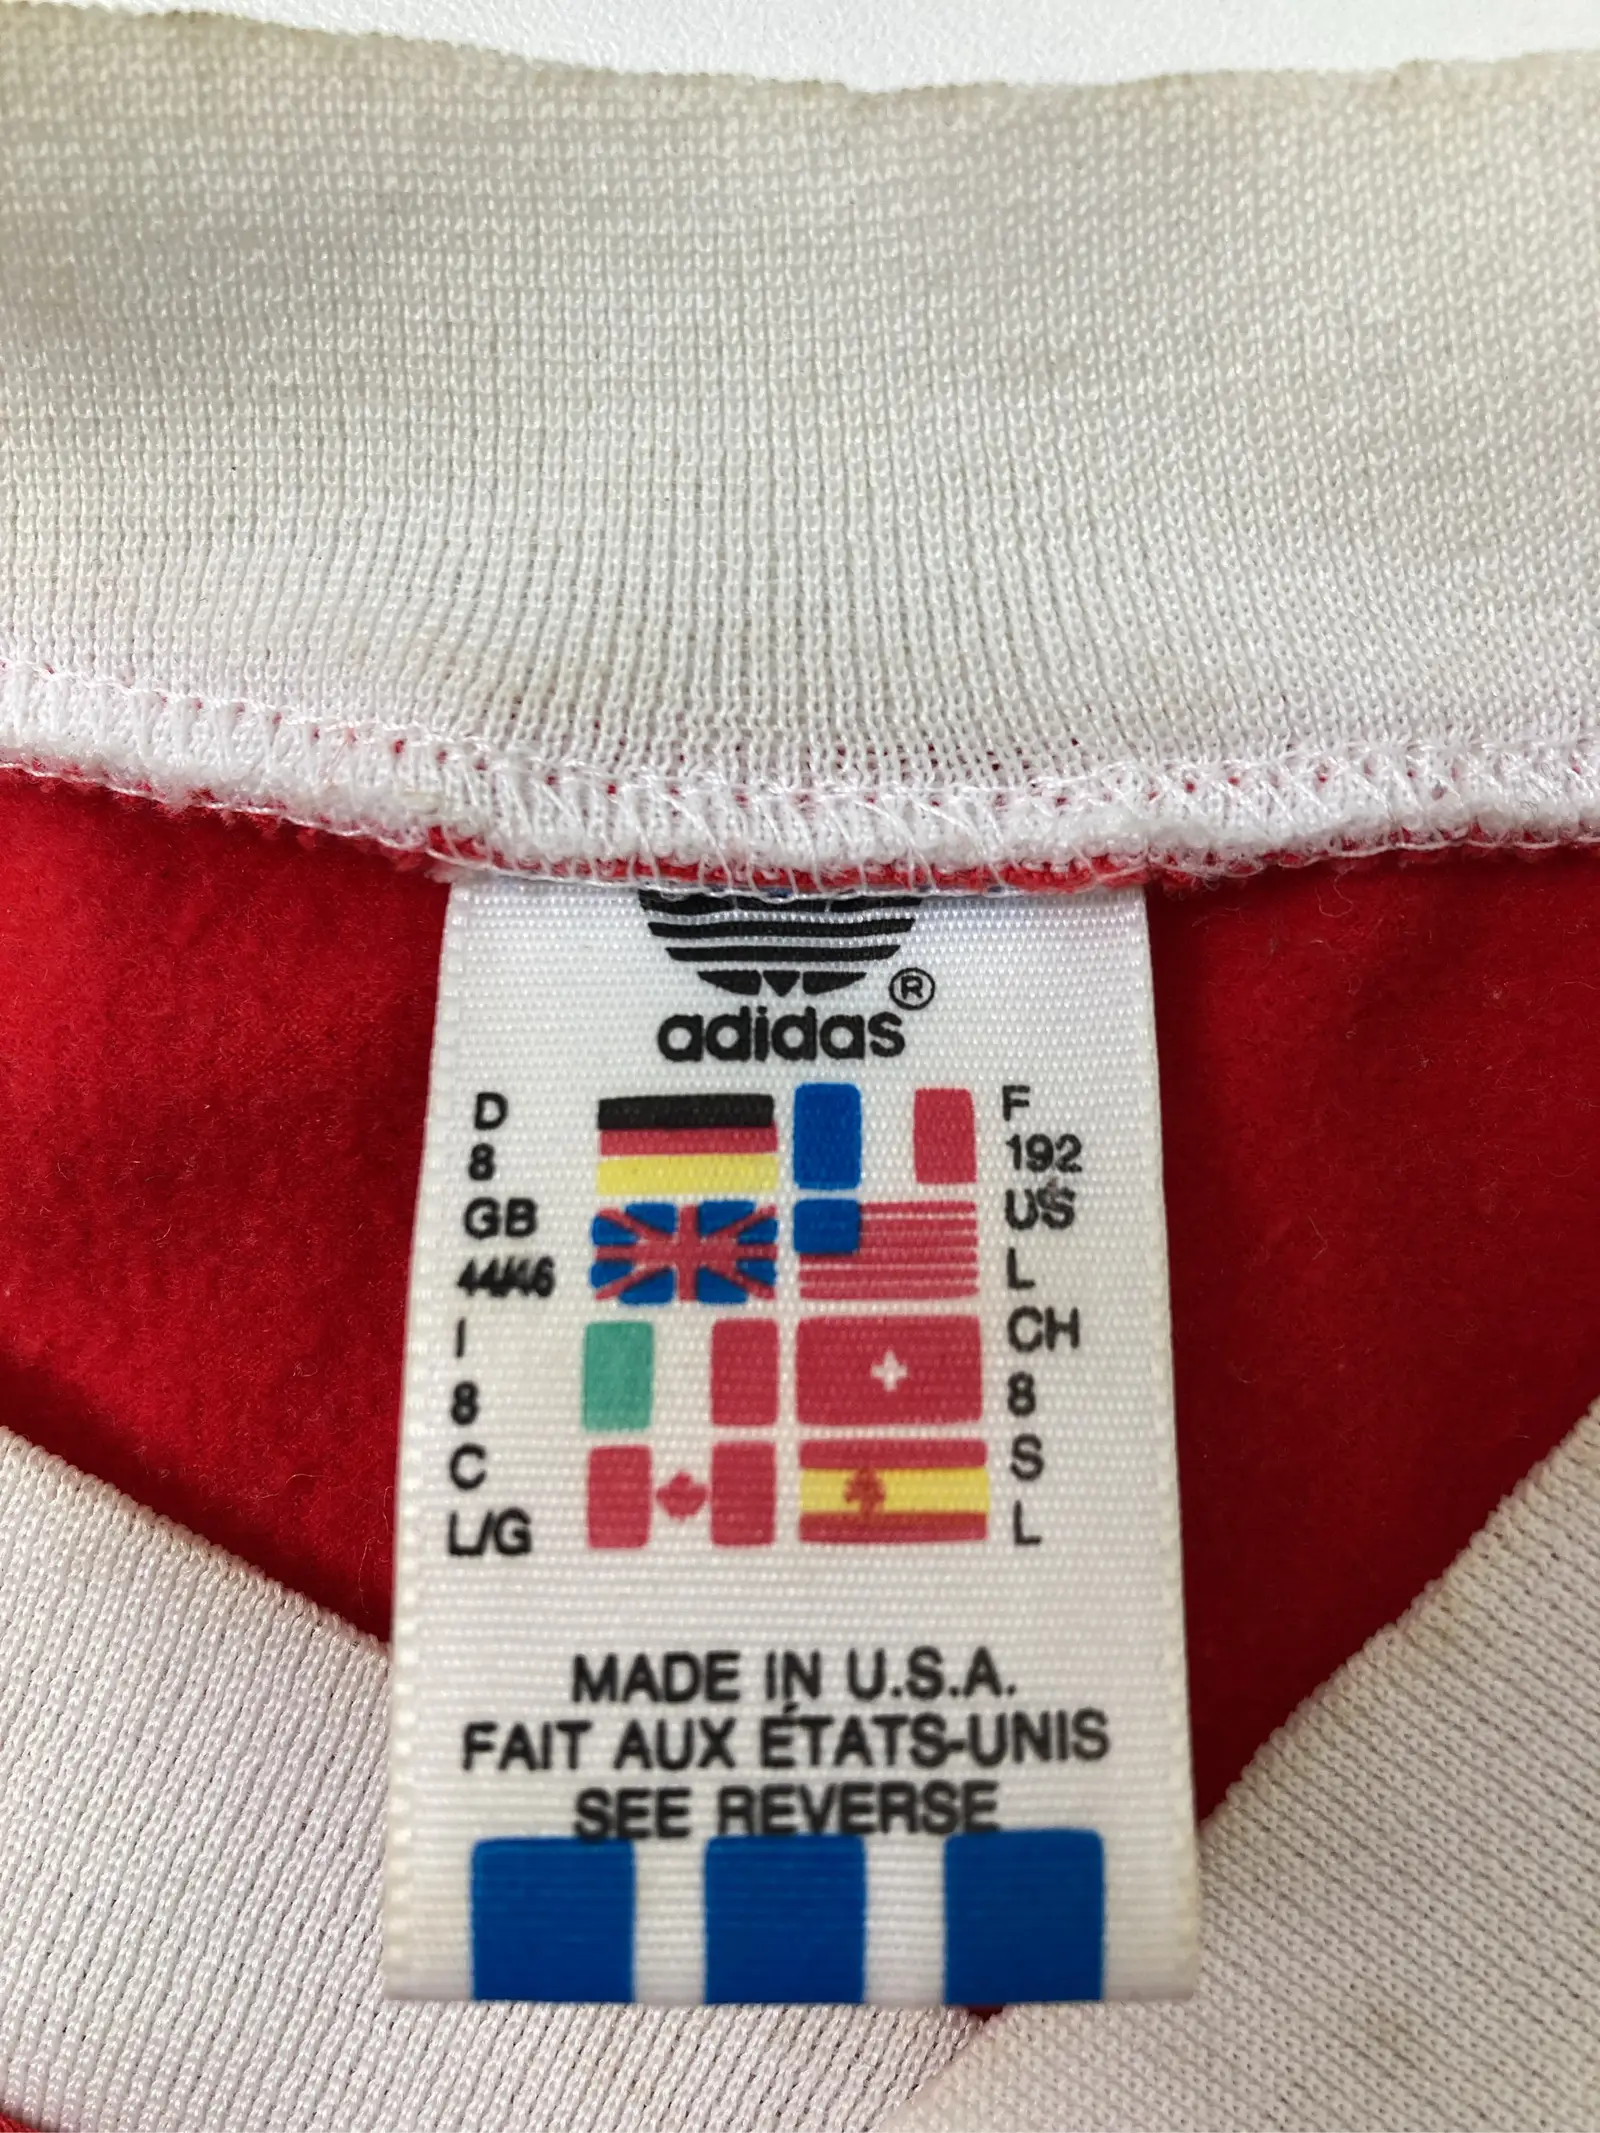 adidas ®
D
8
GB
44/46
I
8
C
L/G
F
192
US
L
CH
8
S
L
MADE IN U.S.A.
FAIT AUX ÉTATS-UNIS
SEE REVERSE